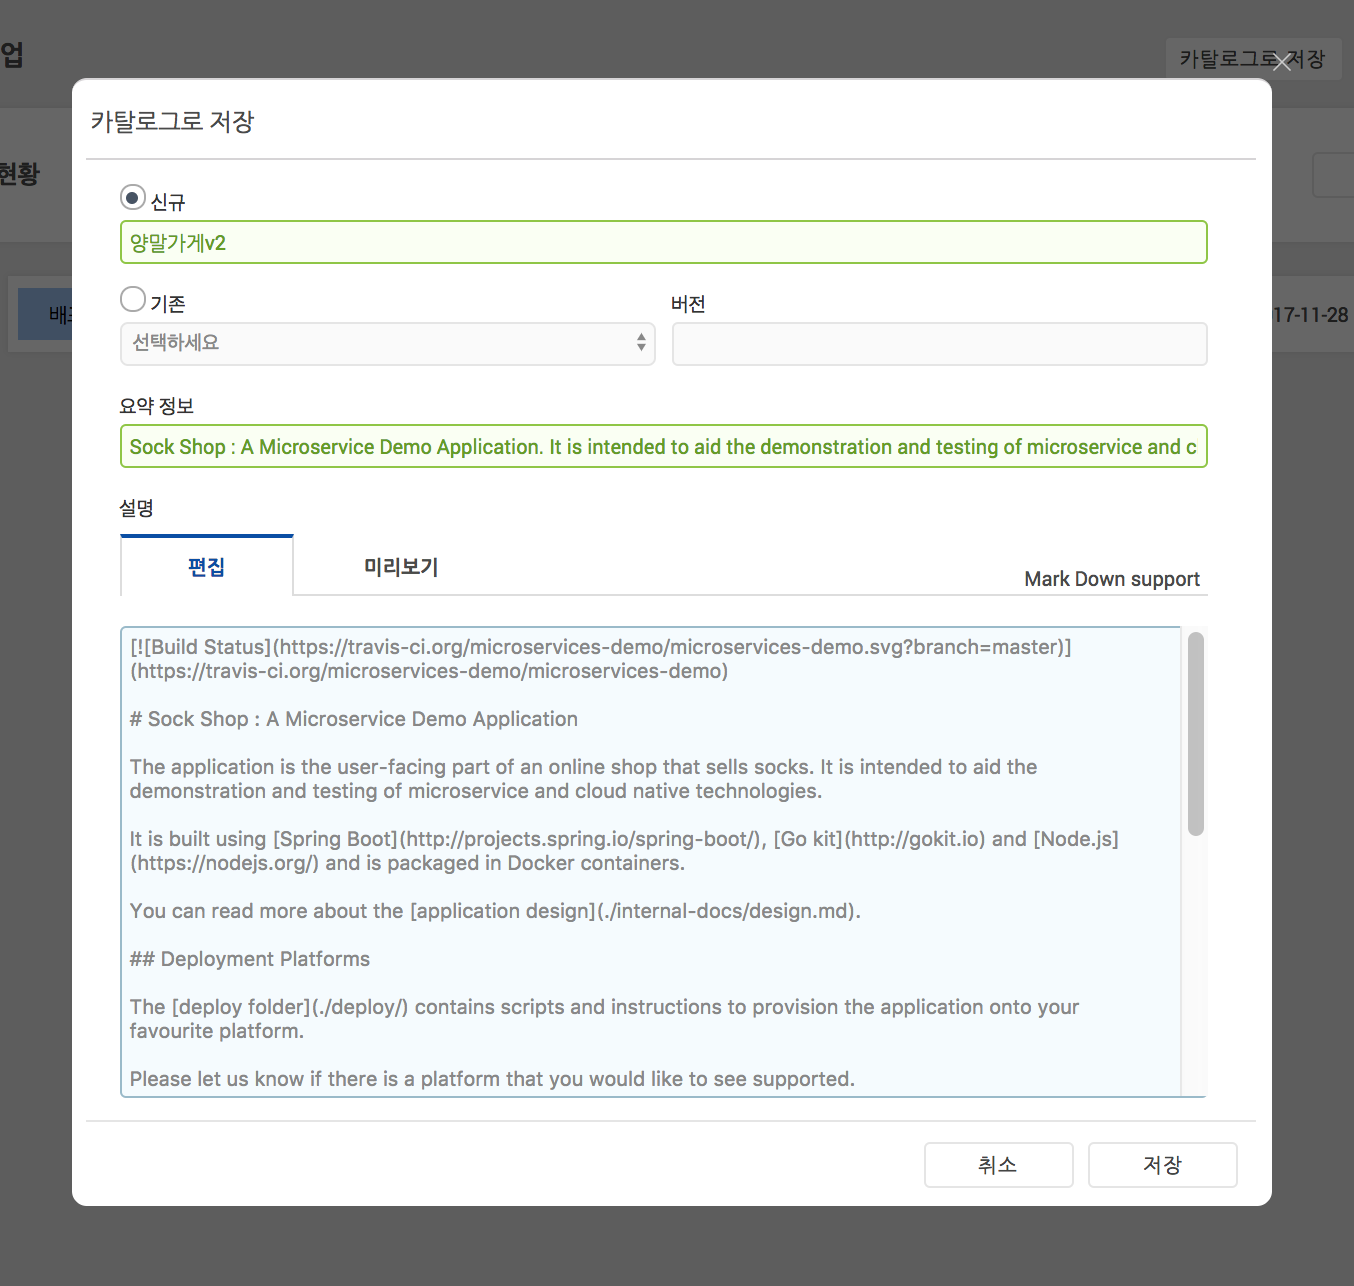 업
카탈로그로 저장
카탈로그로 저장
현황
신규
양말가게v2
기존
버전
선택하세요
17-11-28
요약 정보
Sock Shop : A Microservice Demo Application. It is intended to aid the demonstration and testing of microservice and c
설명
편집
미리보기
Mark Down support
[![Build Status](https://travis-ci.org/microservices-demo/microservices-demo.svg?branch=master)]
(https://travis-ci.org/microservices-demo/microservices-demo)
# Sock Shop : A Microservice Demo Application
The application is the user-facing part of an online shop that sells socks. It is intended to aid the
demonstration and testing of microservice and cloud native technologies.
It is built using [Spring Boot](http://projects.spring.io/spring-boot/), [Go kit](http://gokit.io) and [Node.js]
(https://nodejs.org/) and is packaged in Docker containers.
You can read more about the [application design](./internal-docs/design.md).
## Deployment Platforms
The [deploy folder](./deploy/) contains scripts and instructions to provision the application onto your
favourite platform.
Please let us know if there is a platform that you would like to see supported.
취소
저장